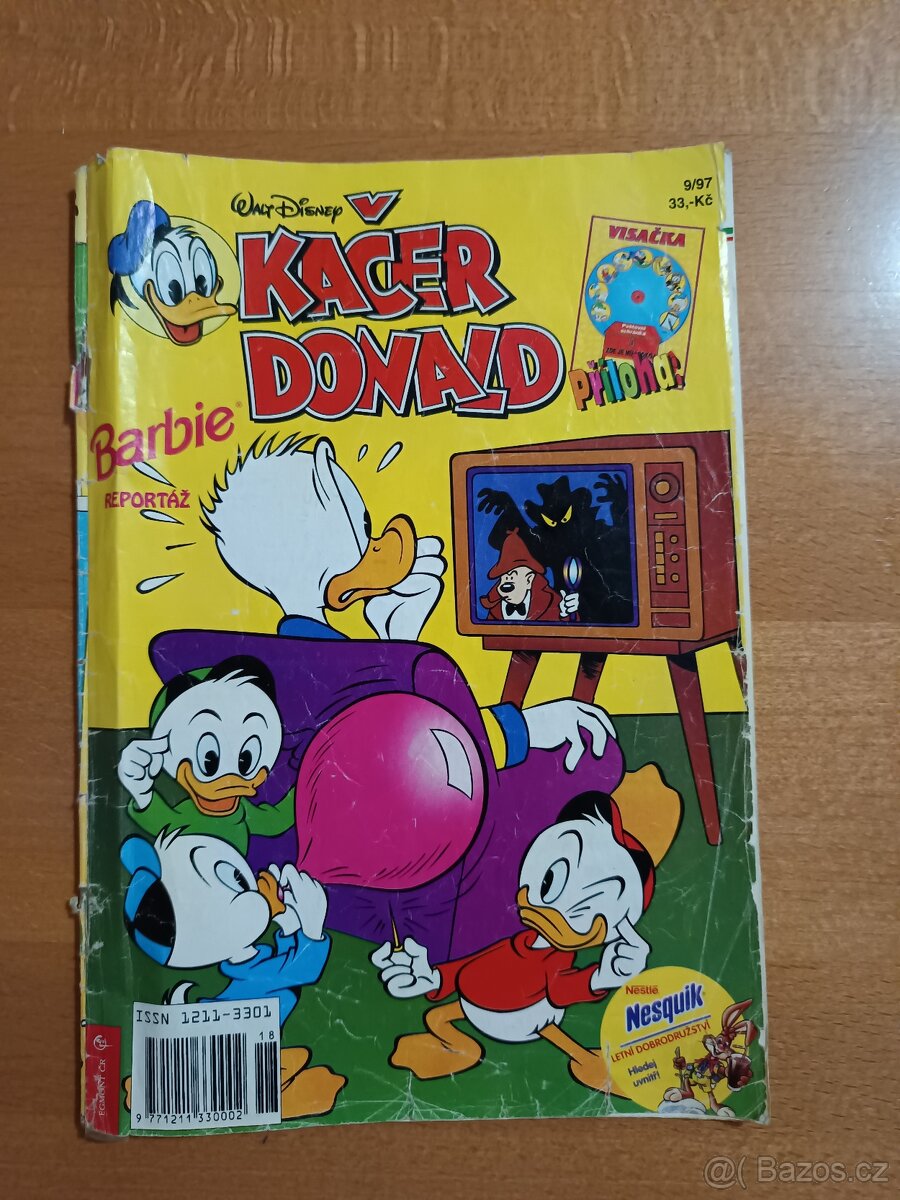 9/97
33,-Kč
WALT DISNEY
KAČER
DONALD
VISAČKA
Příloha!
Barbie®
REPORTÁŽ
Nestlé
Nesquik
LETNÍ DOBRODRUŽSTVÍ
Hledej
uvnitř!
ISSN 1211-3301
18
9 771211 330002
EGMONT ČR
@( Bazos.cz